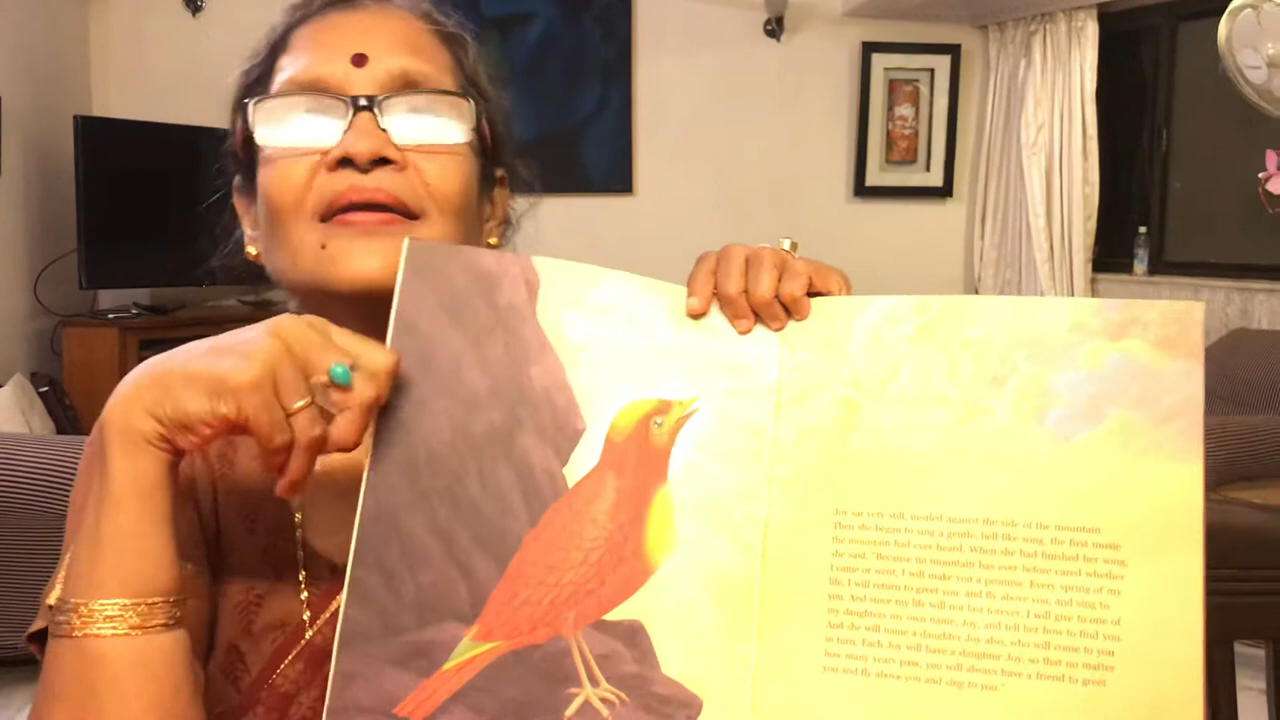 Joy sat very still, nestled against the side of the mountain.
Then she began to sing a gentle, bell-like song, the first music
the mountain had ever heard. When she had finished her song,
she said, "Because no mountain has ever before cared whether
I came or went, I will make you a promise. Every spring of my
life, I will return to greet you, and fly above you, and sing to
you. And since my life will not last forever, I will give to one of
my daughters my own name, Joy, and tell her how to find you.
And she will name a daughter Joy also, who will come to you
in turn. Each Joy will have a daughter Joy, so that no matter
how many years pass, you will always have a friend to greet
you and fly above you and sing to you."